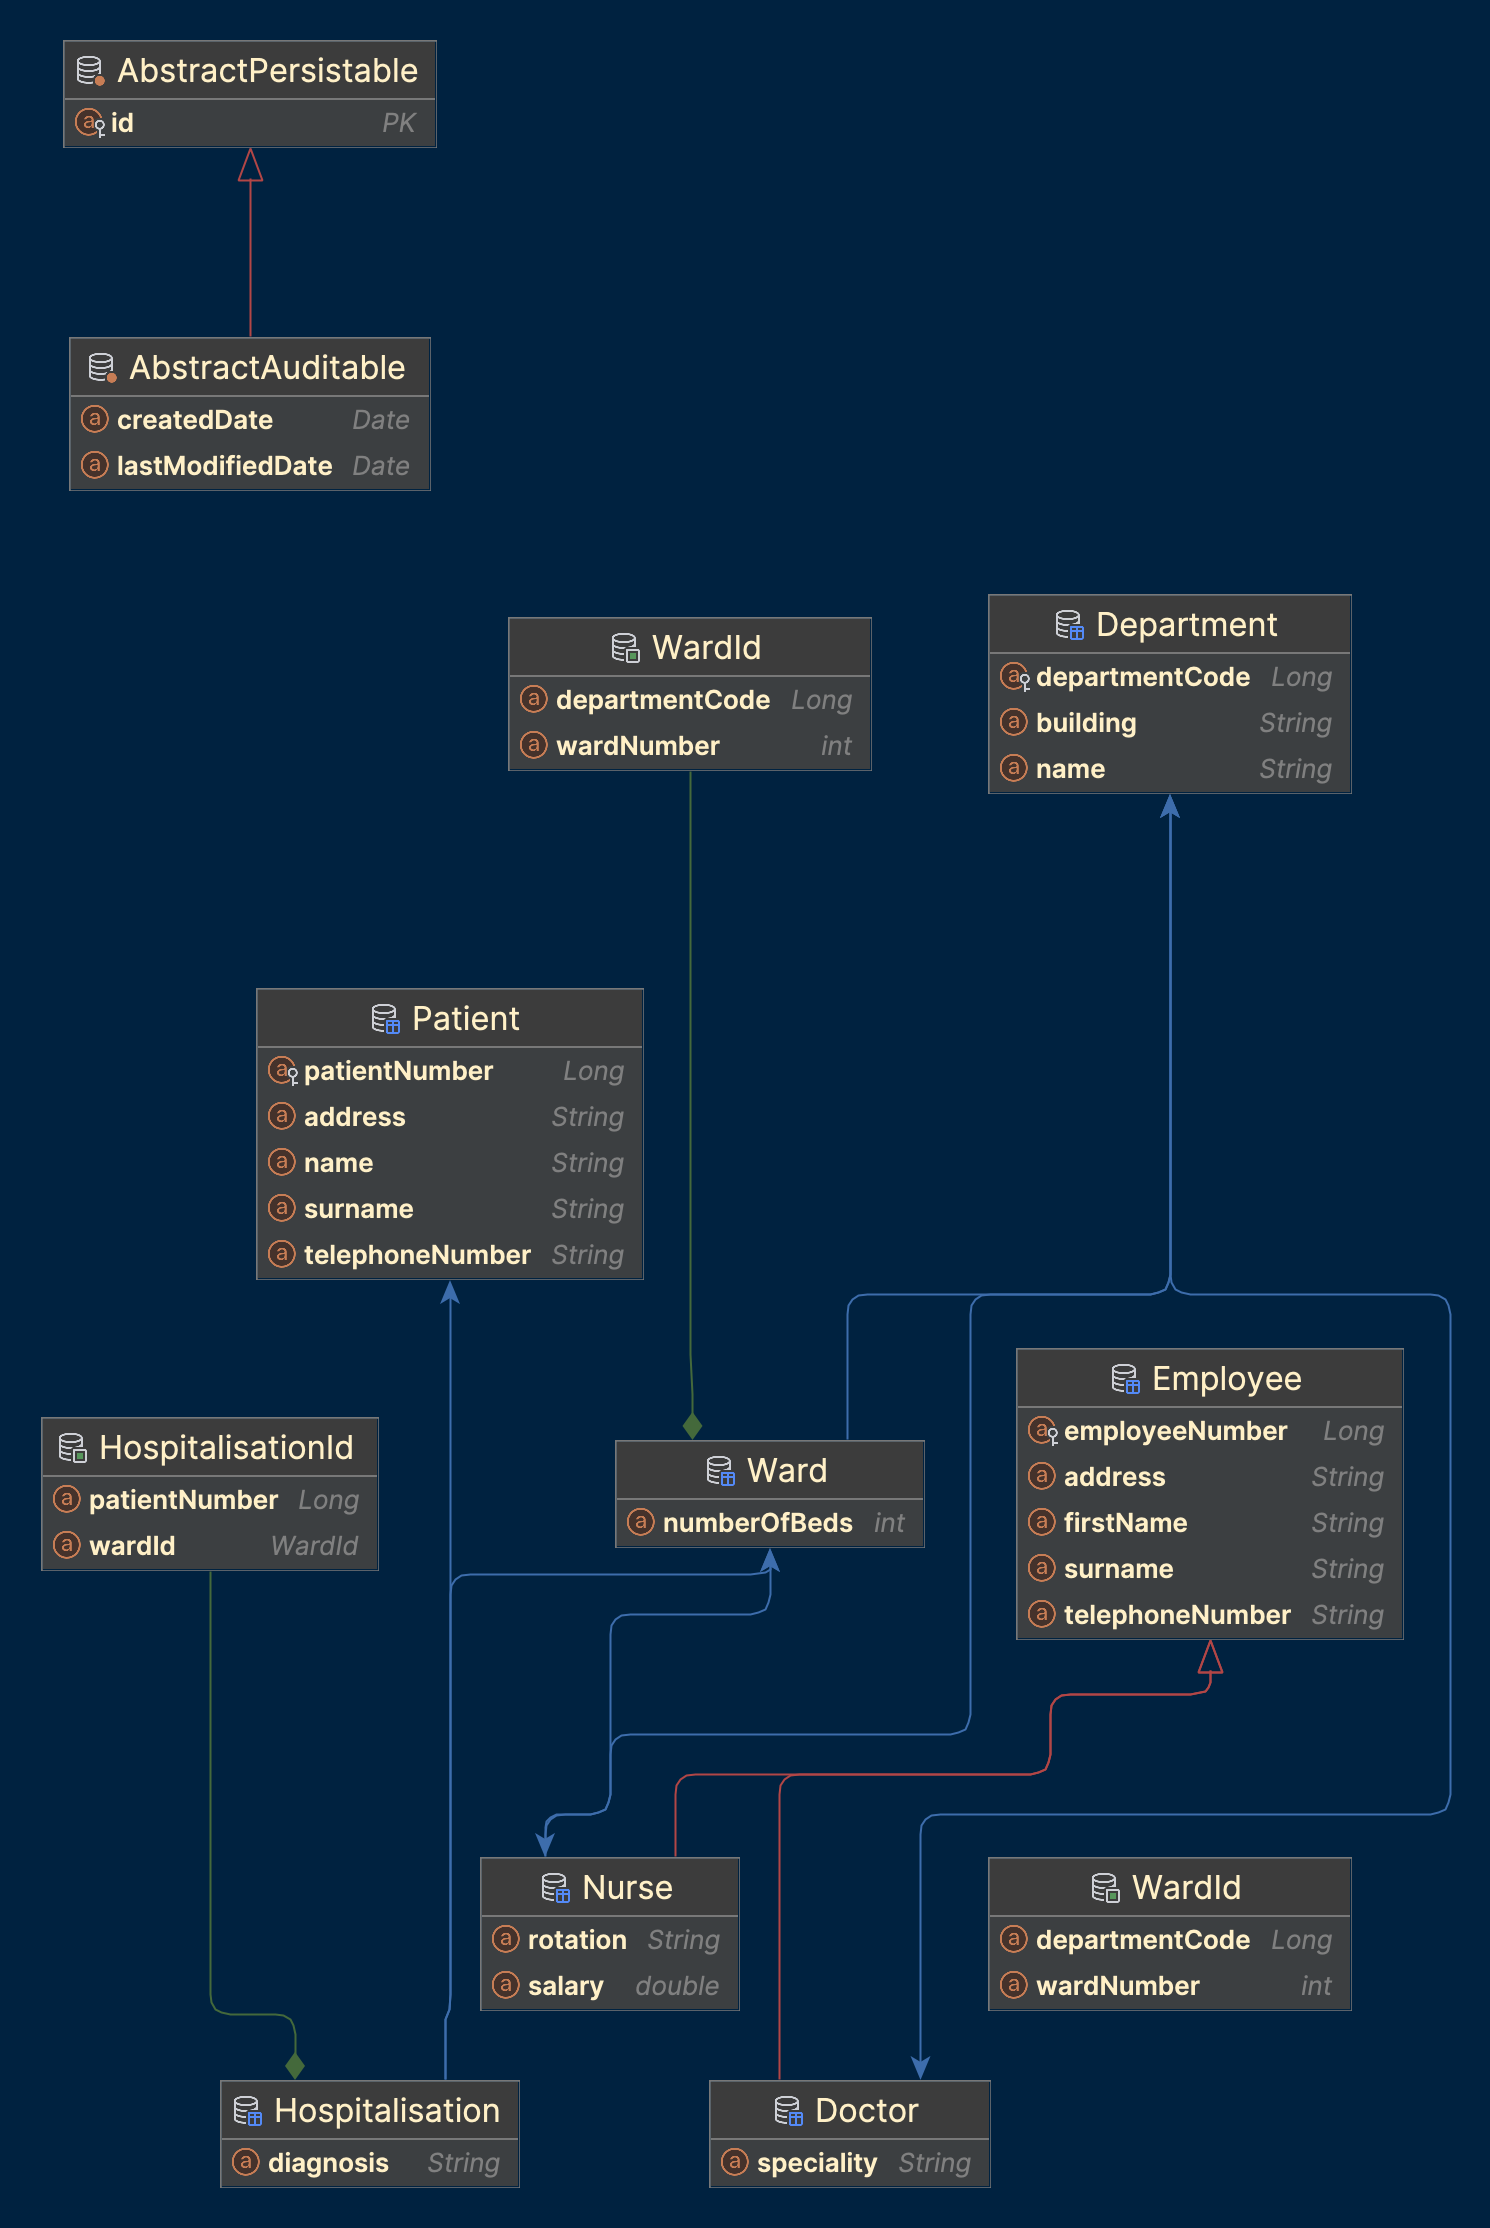 AbstractPersistable
id PK
AbstractAuditable
createdDate Date
lastModifiedDate Date
WardId
departmentCode Long
wardNumber int
Department
departmentCode Long
building String
name String
Patient
patientNumber Long
address String
name String
surname String
telephoneNumber String
Employee
employeeNumber Long
address String
firstName String
surname String
telephoneNumber String
HospitalisationId
patientNumber Long
wardId WardId
Ward
numberOfBeds int
Nurse
rotation String
salary double
WardId
departmentCode Long
wardNumber int
Hospitalisation
diagnosis String
Doctor
speciality String